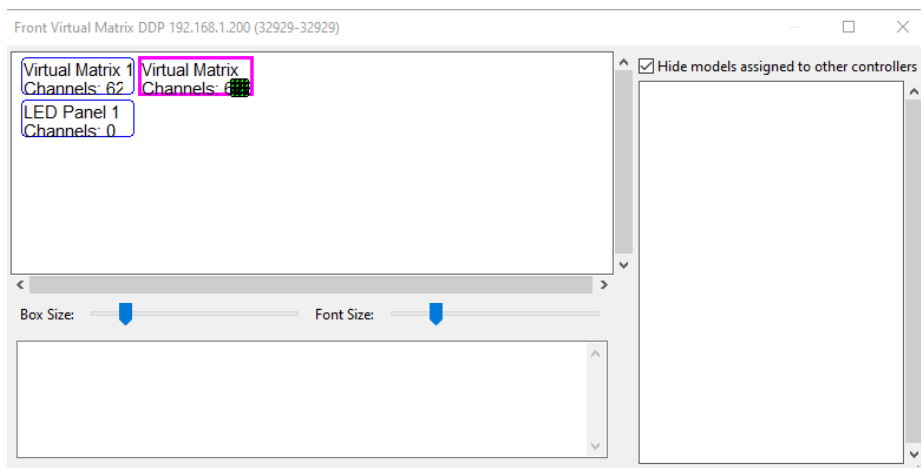 Front Virtual Matrix DDP 192.168.1.200 (32929-32929)
Virtual Matrix 1
Channels: 62
Virtual Matrix
Channels:
LED Panel 1
Channels: 0
Hide models assigned to other controllers
Box Size:
Font Size: